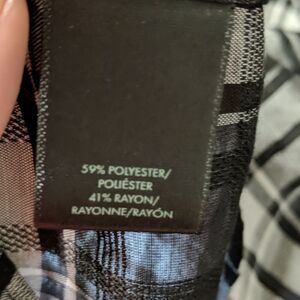 59% POLYESTER/
POLIÉSTER
41% RAYON/
RAYONNE/RAYÓN